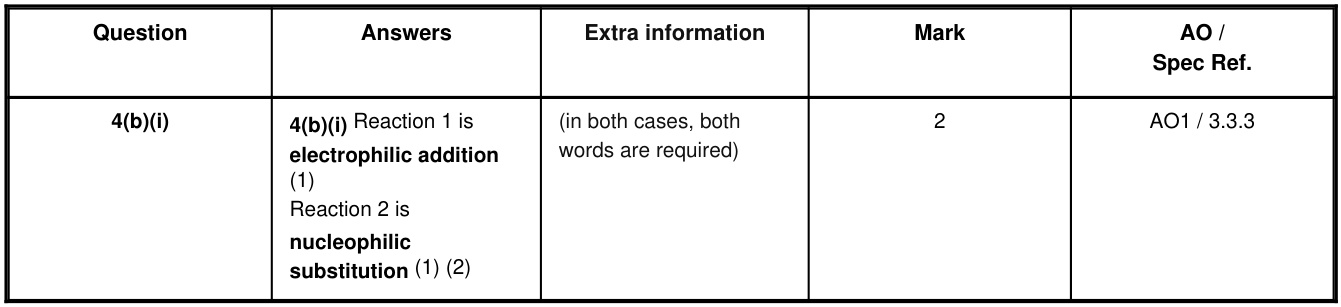 Question Answers Extra information Mark AO /
Spec Ref.
4(b)(i) 4(b)(i) Reaction 1 is (in both cases, both 2 AO1 / 3.3.3
electrophilic addition words are required)
(1)
Reaction 2 is
nucleophilic
substitution (1) (2)